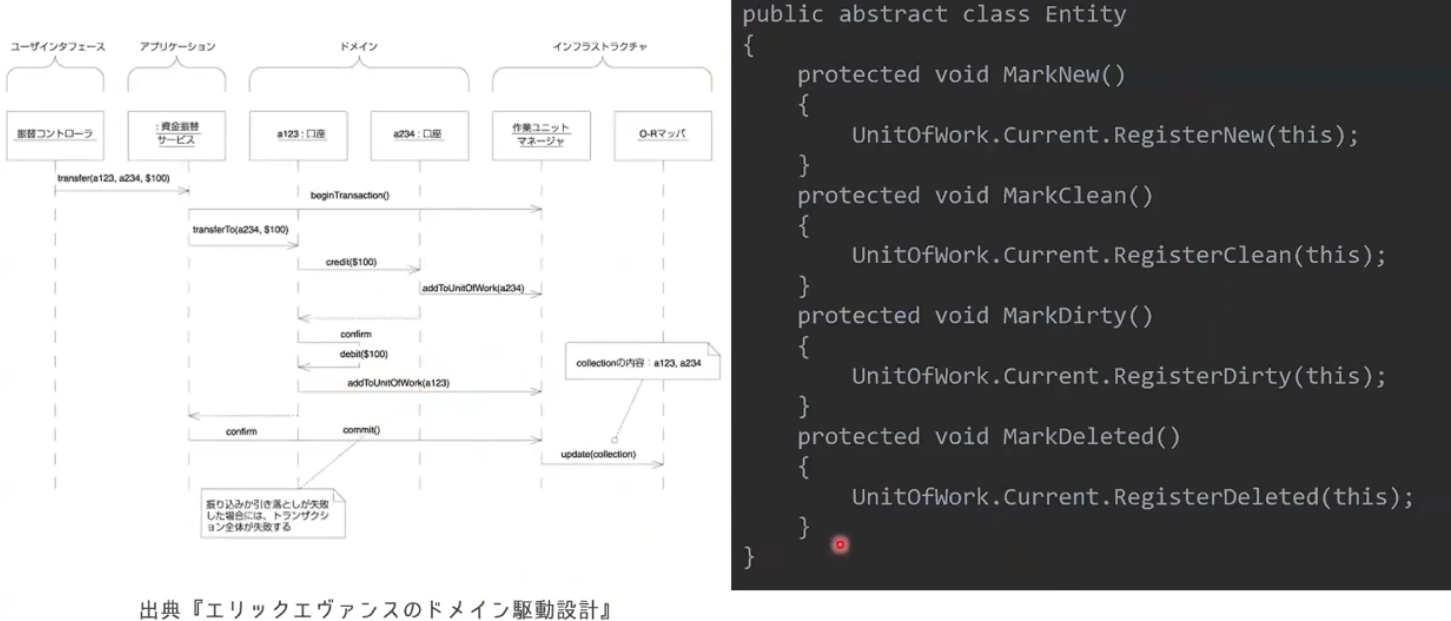 ユーザインタフェース
アプリケーション
ドメイン
インフラストラクチャ
振替コントローラ
: 資金振替
サービス
a123 : 口座
a234 : 口座
作業ユニット
マネージャ
O-Rマッパ
transfer(a123, a234, $100)
beginTransaction()
transferTo(a234, $100)
credit($100)
addToUnitOfWork(a234)
confirm
debit($100)
collectionの内容 : a123, a234
addToUnitOfWork(a123)
confirm
commit()
update(collection)
振り込みか引き落としが失敗
した場合には、トランザクシ
ョン全体が失敗する
出典『エリックエヴァンスのドメイン駆動設計』
public abstract class Entity
{
    protected void MarkNew()
    {
        UnitOfWork.Current.RegisterNew(this);
    }
    protected void MarkClean()
    {
        UnitOfWork.Current.RegisterClean(this);
    }
    protected void MarkDirty()
    {
        UnitOfWork.Current.RegisterDirty(this);
    }
    protected void MarkDeleted()
    {
        UnitOfWork.Current.RegisterDeleted(this);
    }
}